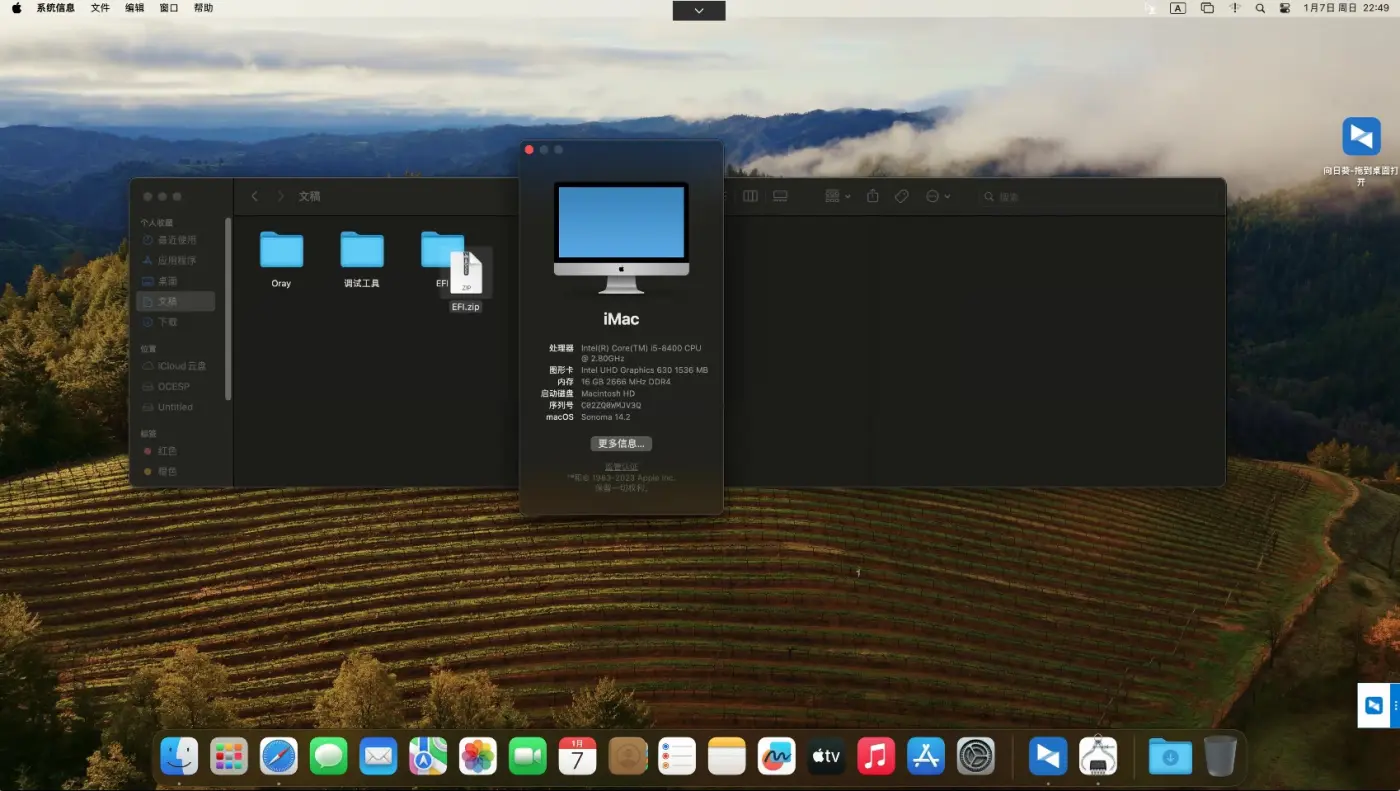 系统信息 文件 编辑 窗口 帮助
A
1月7日 周日 22:49
向日葵-拖到桌面打
开
文稿
搜索
个人收藏
最近使用
应用程序
桌面
文稿
下载
位置
iCloud 云盘
OCESP
Untitled
标签
红色
橙色
Oray
调试工具
EFI
ZIP
EFI.zip
iMac
处理器 Intel(R) Core(TM) i5-8400 CPU
@ 2.80GHz
图形卡 Intel UHD Graphics 630 1536 MB
内存 16 GB 2666 MHz DDR4
启动磁盘 Macintosh HD
序列号 C02ZQ0WMJV3Q
macOS Sonoma 14.2
更多信息...
监管认证
™和© 1983-2023 Apple Inc.
保留一切权利。
1月
7
tv